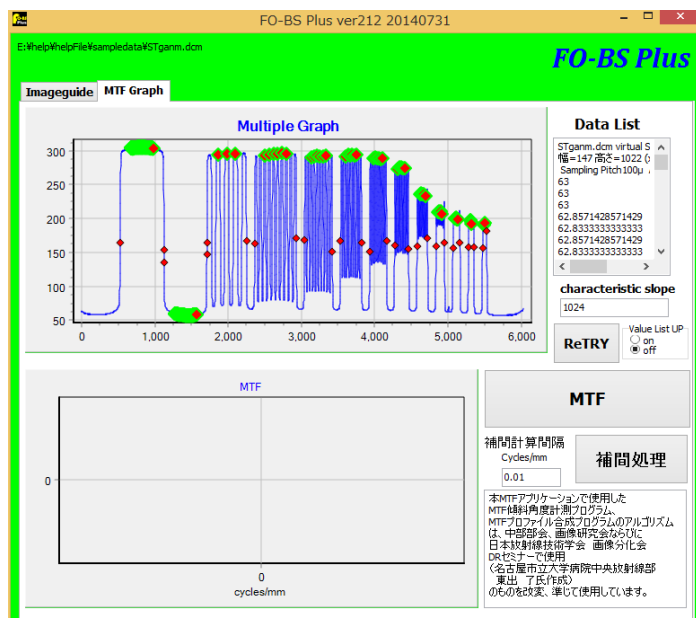 FO-BS Plus ver212 20140731
E:¥help¥helpFile¥sampledata¥STganm.dcm
FO-BS Plus
Imageguide
MTF Graph
Multiple Graph
300
250
200
150
100
50
0
1,000
2,000
3,000
4,000
5,000
6,000
Data List
STganm.dcm virtual S
幅=147 高さ=1022 (
Sampling Pitch100μ
63
63
63
62.8571428571429
62.8333333333333
62.8571428571429
62.8333333333333
characteristic slope
1024
ReTRY
Value List UP
on
off
MTF
0
0
cycles/mm
MTF
補間計算間隔
Cycles/mm
0.01
補間処理
本MTFアプリケーションで使用した
MTF傾斜角度計測プログラム、
MTFプロファイル合成プログラムのアルゴリズム
は、中部部会、画像研究会ならびに
日本放射線技術学会 画像分化会
DRセミナーで使用
(名古屋市立大学病院中央放射線部
東出 了氏作成)
のものを改変、準じて使用しています。